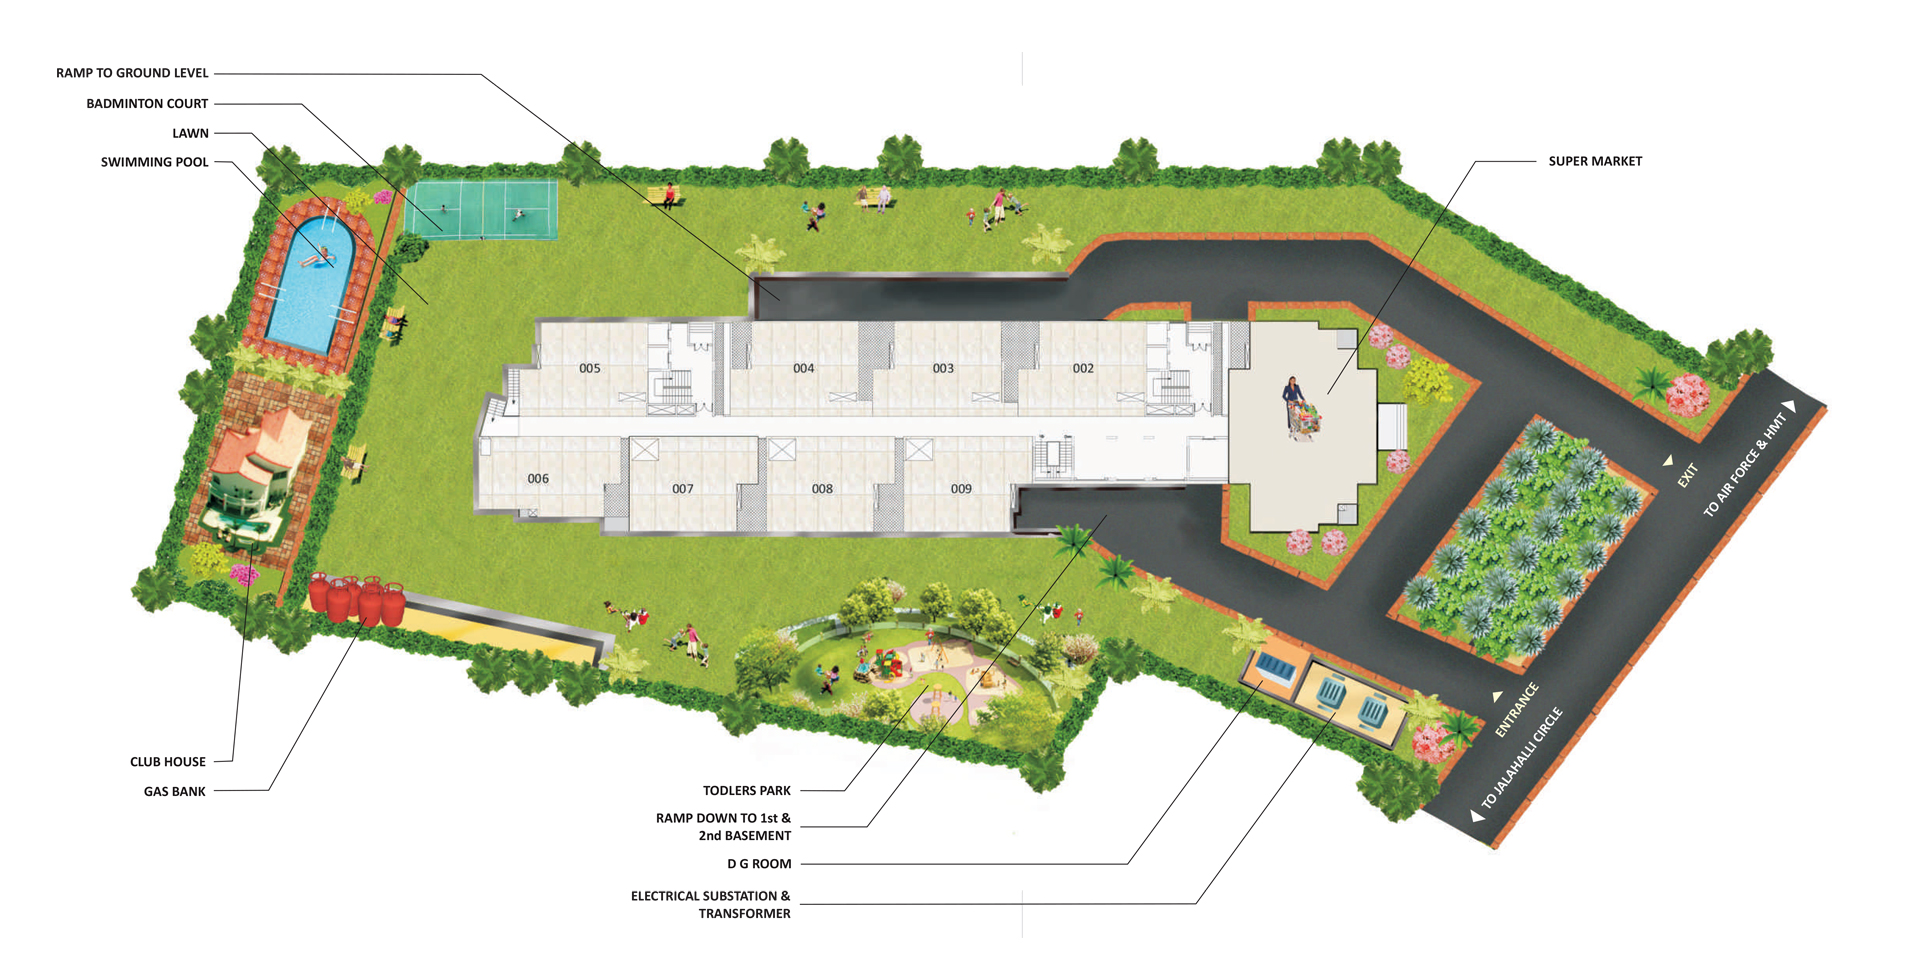 RAMP TO GROUND LEVEL
BADMINTON COURT
LAWN
SWIMMING POOL
SUPER MARKET
005
004
003
002
006
007
008
009
EXIT
TO AIR FORCE & HMT
ENTRANCE
TO JALAHALLI CIRCLE
CLUB HOUSE
GAS BANK
TODLERS PARK
RAMP DOWN TO 1st &
2nd BASEMENT
D G ROOM
ELECTRICAL SUBSTATION &
TRANSFORMER